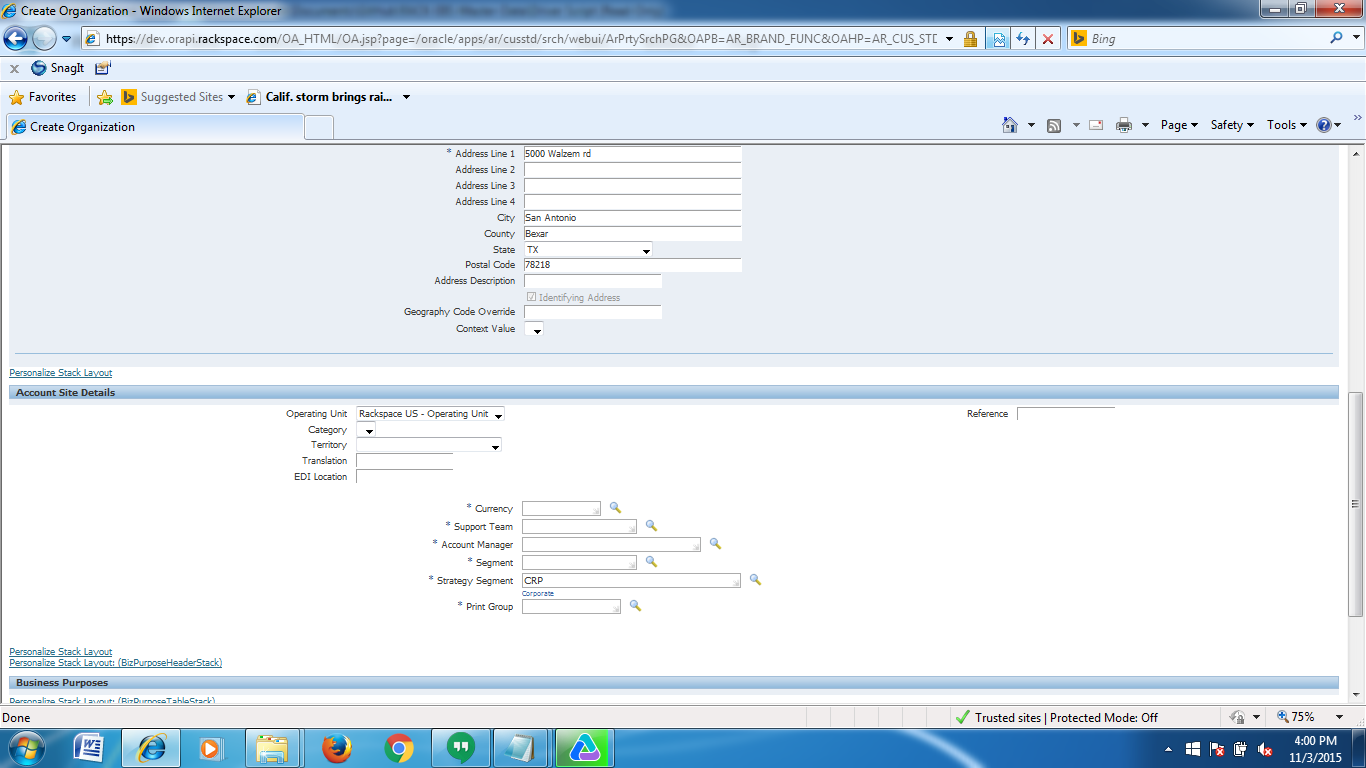 Create Organization - Windows Internet Explorer
https://dev.orapi.rackspace.com/OA_HTML/OA.jsp?page=/oracle/apps/ar/cusstd/srch/webui/ArPrtySrchPG&OAPB=AR_BRAND_FUNC&OAHP=AR_CUS_STD
Bing
x SnagIt
Favorites Suggested Sites Calif. storm brings rai...
Create Organization
Page Safety Tools
* Address Line 1 5000 Walzem rd
Address Line 2
Address Line 3
Address Line 4
City San Antonio
County Bexar
State TX
Postal Code 78218
Address Description
Identifying Address
Geography Code Override
Context Value
Personalize Stack Layout
Account Site Details
Operating Unit Rackspace US - Operating Unit Reference
Category
Territory
Translation
EDI Location
* Currency
* Support Team
* Account Manager
* Segment
* Strategy Segment CRP
Corporate
* Print Group
Personalize Stack Layout
Personalize Stack Layout: (BizPurposeHeaderStack)
Business Purposes
Personalize Stack Layout: (BizPurposeTableStack)
Done Trusted sites | Protected Mode: Off 75%
4:00 PM
11/3/2015